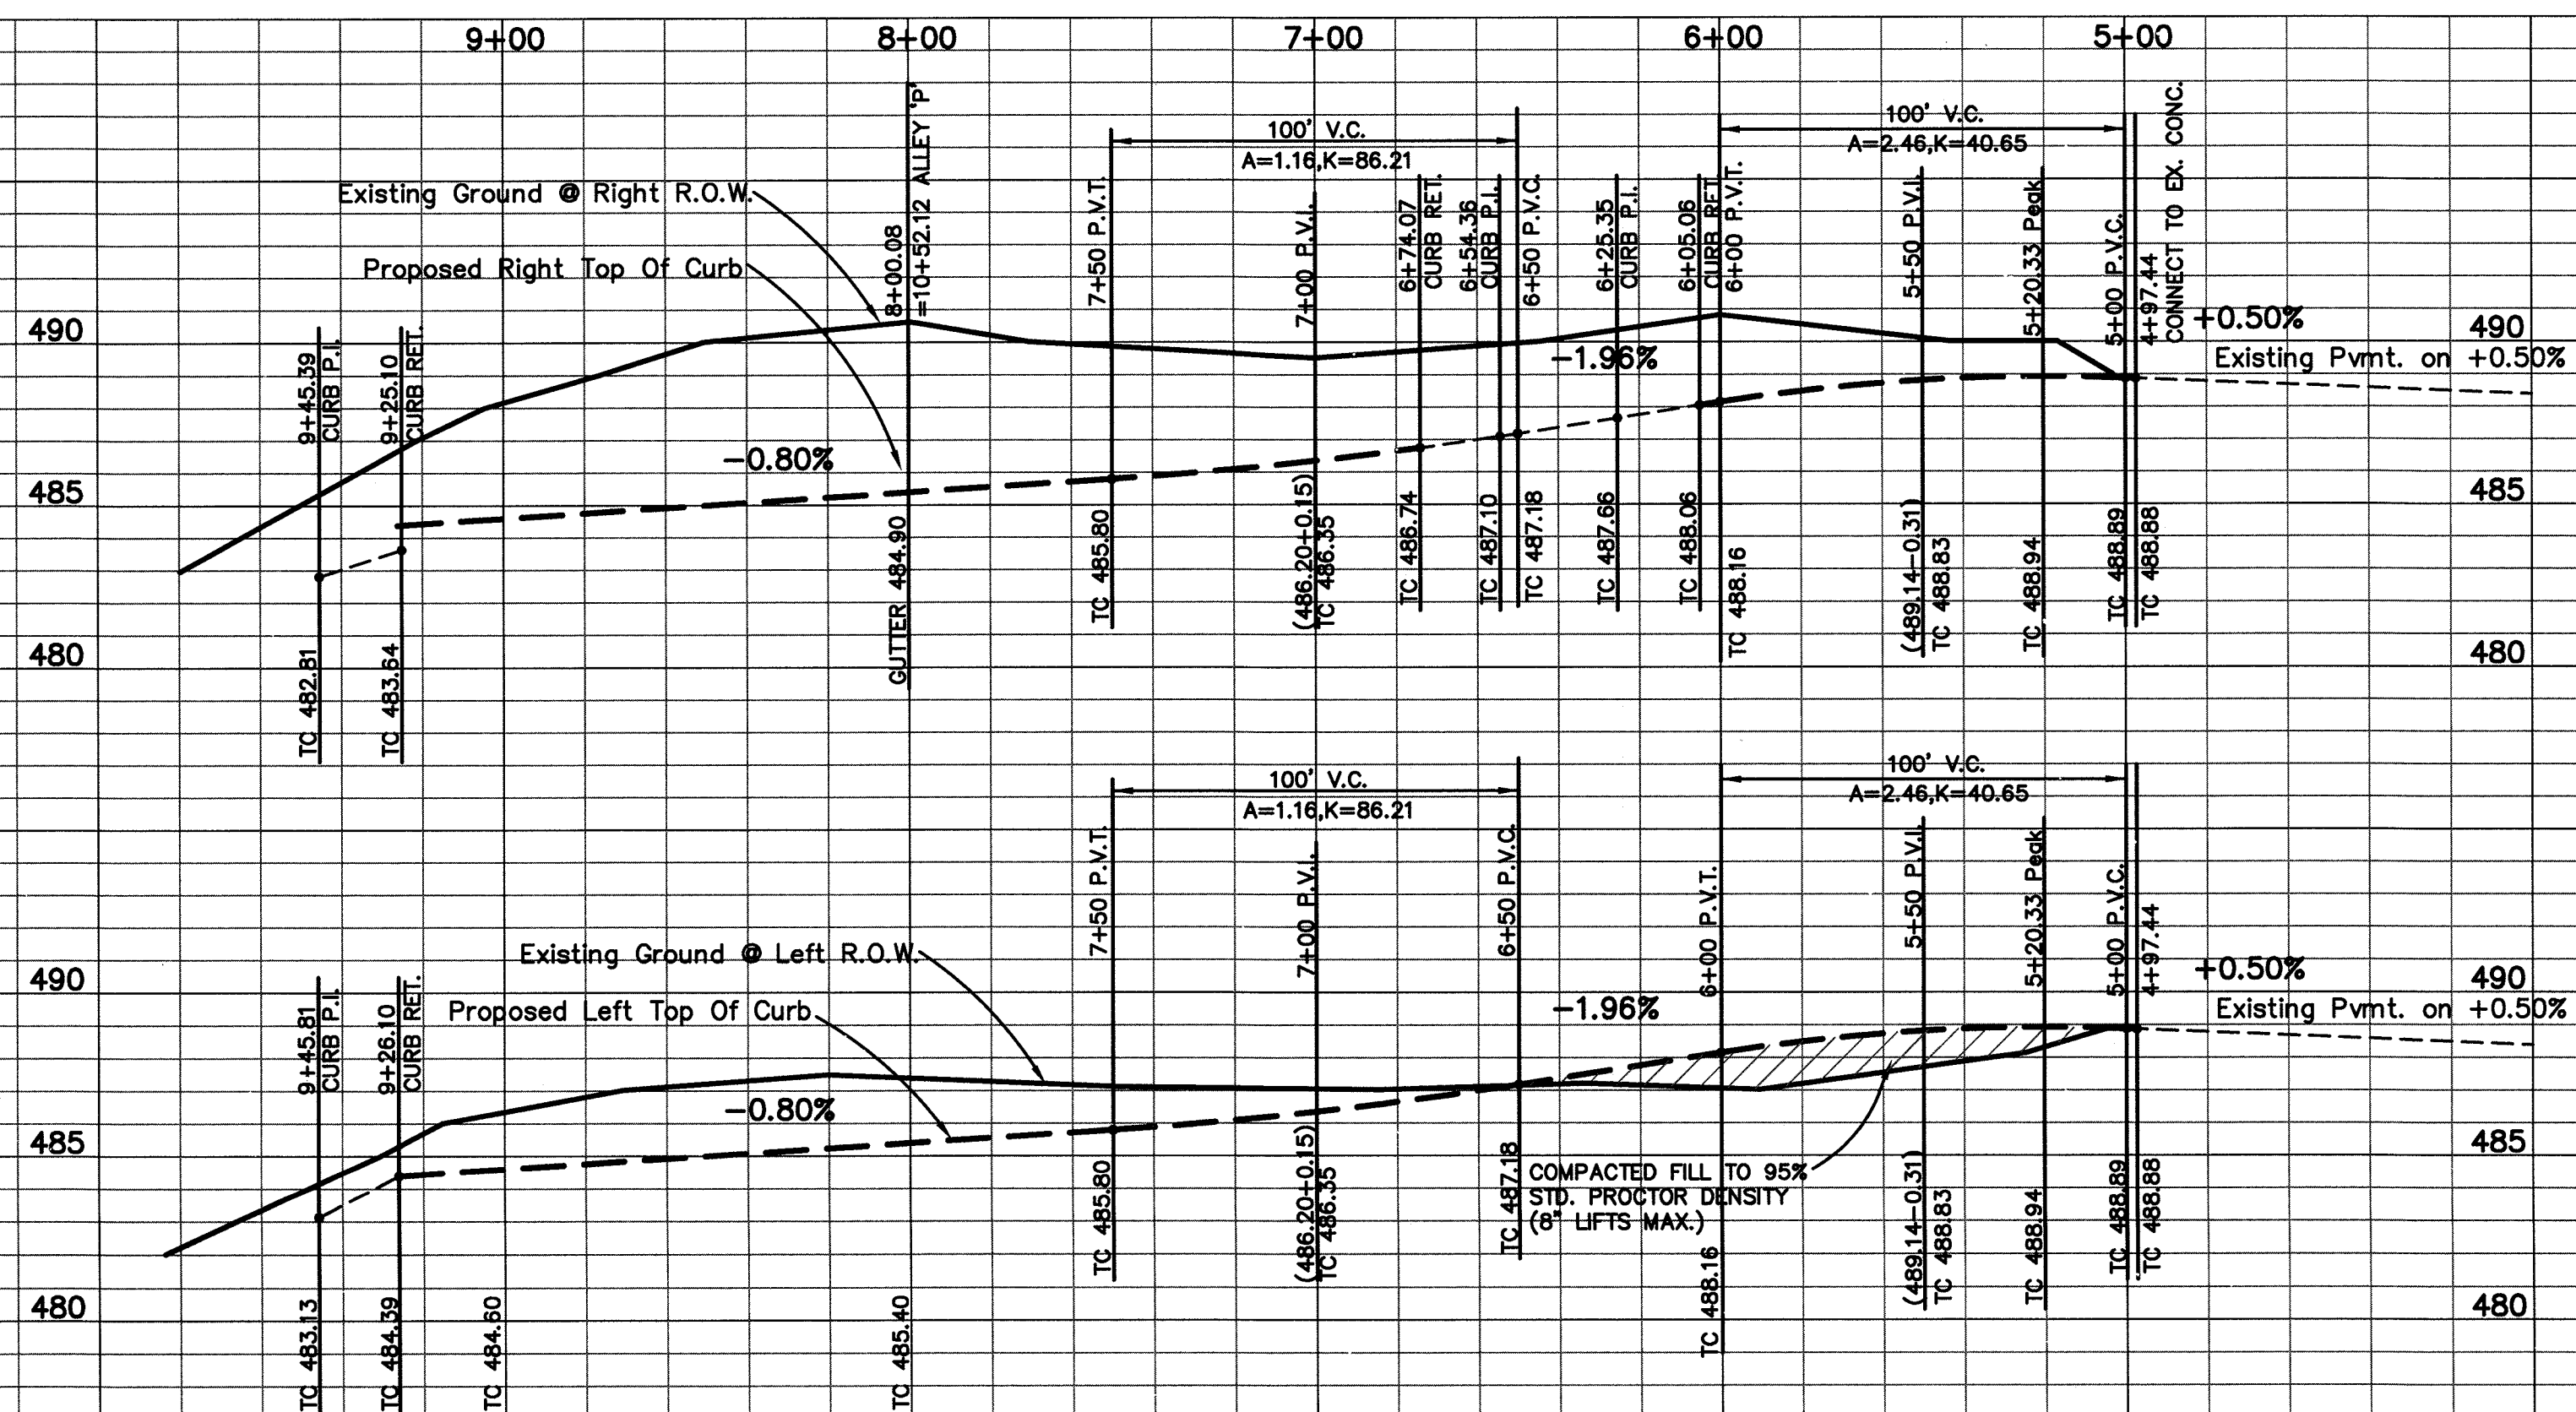 9+00
8+00
7+00
6+00
5+00
100' V.C.
A=1.16,K=86.21
100' V.C.
A=2.46,K=40.65
Existing Ground @ Right R.O.W.
Proposed Right Top Of Curb
9+45.39
CURB P.I.
9+25.10
CURB RET.
8+00.08
=10+52.12 ALLEY 'P'
7+50 P.V.T.
7+00 P.V.I.
6+74.07
CURB RET.
6+54.36
CURB P.I.
6+50 P.V.C.
6+25.35
CURB P.I.
6+05.06
CURB RET.
6+00 P.V.T.
5+50 P.V.I.
5+20.33 Peak
5+00 P.V.C.
4+97.44
CONNECT TO EX. CONC.
490
+0.50%
490
-1.96%
Existing Pvmt. on +0.50%
-0.80%
485
485
480
480
TC 482.81
TC 483.64
GUTTER 484.90
TC 485.80
(486.20+0.15)
TC 486.35
TC 486.74
TC 487.10
TC 487.18
TC 487.66
TC 488.06
TC 488.16
(489.14-0.31)
TC 488.83
TC 488.94
TC 488.89
TC 488.88
100' V.C.
A=1.16,K=86.21
100' V.C.
A=2.46,K=40.65
Existing Ground @ Left R.O.W.
Proposed Left Top Of Curb
9+45.81
CURB P.I.
9+26.10
CURB RET.
7+50 P.V.T.
7+00 P.V.I.
6+50 P.V.C.
6+00 P.V.T.
5+50 P.V.I.
5+20.33 Peak
5+00 P.V.C.
4+97.44
490
+0.50%
490
-1.96%
Existing Pvmt. on +0.50%
-0.80%
485
485
COMPACTED FILL TO 95%
STD. PROCTOR DENSITY
(8" LIFTS MAX.)
480
480
TC 483.13
TC 484.39
TC 484.60
TC 485.40
TC 485.80
(486.20+0.15)
TC 486.35
TC 487.18
TC 488.16
(489.14-0.31)
TC 488.83
TC 488.94
TC 488.89
TC 488.88